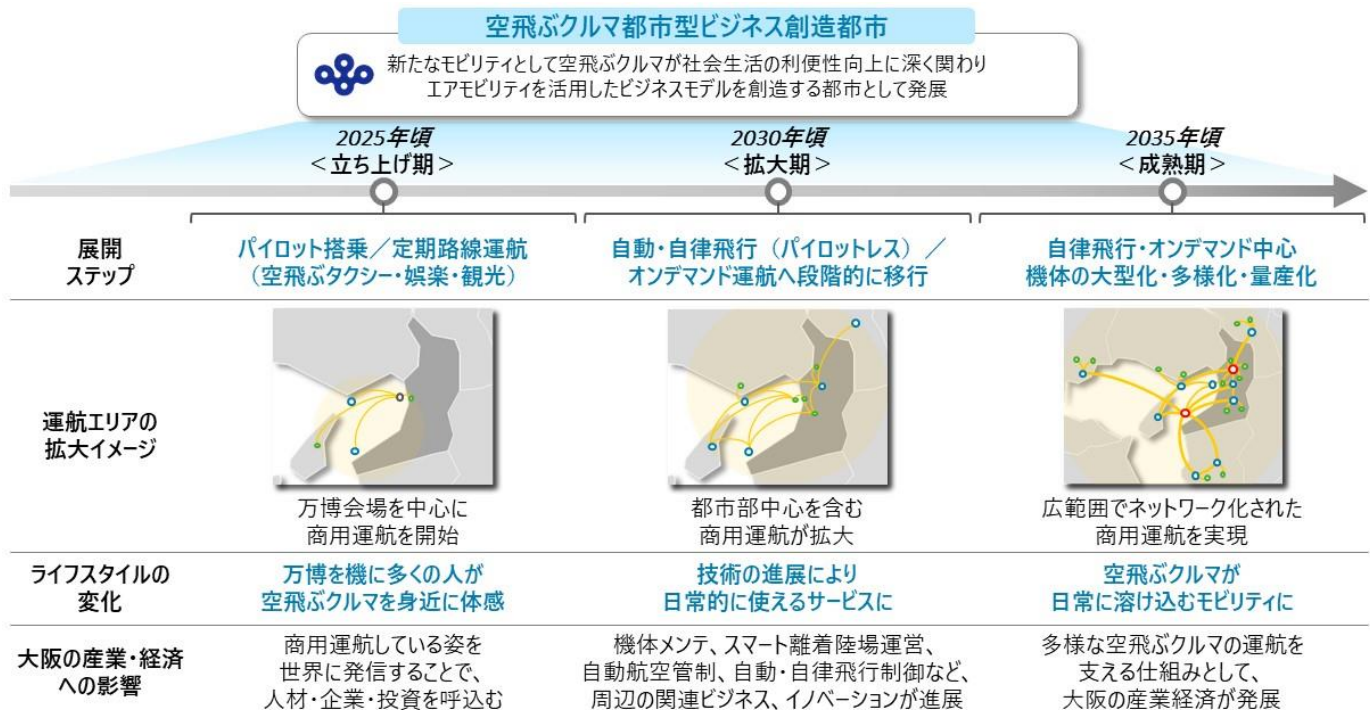 空飛ぶクルマ都市型ビジネス創造都市
新たなモビリティとして空飛ぶクルマが社会生活の利便性向上に深く関わり
エアモビリティを活用したビジネスモデルを創造する都市として発展
2025年頃
＜立ち上げ期＞
2030年頃
＜拡大期＞
2035年頃
＜成熟期＞
展開
ステップ
パイロット搭乗／定期路線運航
（空飛ぶタクシー・娯楽・観光）
自動・自律飛行（パイロットレス）／
オンデマンド運航へ段階的に移行
自律飛行・オンデマンド中心
機体の大型化・多様化・量産化
運航エリアの
拡大イメージ
万博会場を中心に
商用運航を開始
都市部中心を含む
商用運航が拡大
広範囲でネットワーク化された
商用運航を実現
ライフスタイルの
変化
万博を機に多くの人が
空飛ぶクルマを身近に体感
技術の進展により
日常的に使えるサービスに
空飛ぶクルマが
日常に溶け込むモビリティに
大阪の産業・経済
への影響
商用運航している姿を
世界に発信することで、
人材・企業・投資を呼込む
機体メンテ、スマート離着陸場運営、
自動航空管制、自動・自律飛行制御など、
周辺の関連ビジネス、イノベーションが進展
多様な空飛ぶクルマの運航を
支える仕組みとして、
大阪の産業経済が発展